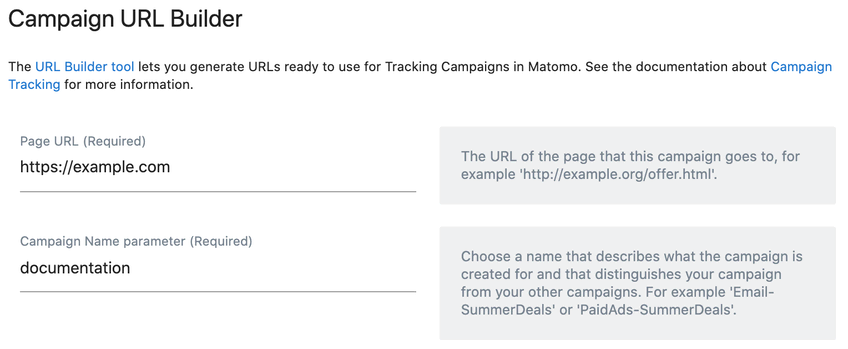 Campaign URL Builder
The URL Builder tool lets you generate URLs ready to use for Tracking Campaigns in Matomo. See the documentation about Campaign
Tracking for more information.
Page URL (Required)
https://example.com
The URL of the page that this campaign goes to, for
example 'http://example.org/offer.html'.
Campaign Name parameter (Required)
documentation
Choose a name that describes what the campaign is
created for and that distinguishes your campaign
from your other campaigns. For example 'Email-
SummerDeals' or 'PaidAds-SummerDeals'.